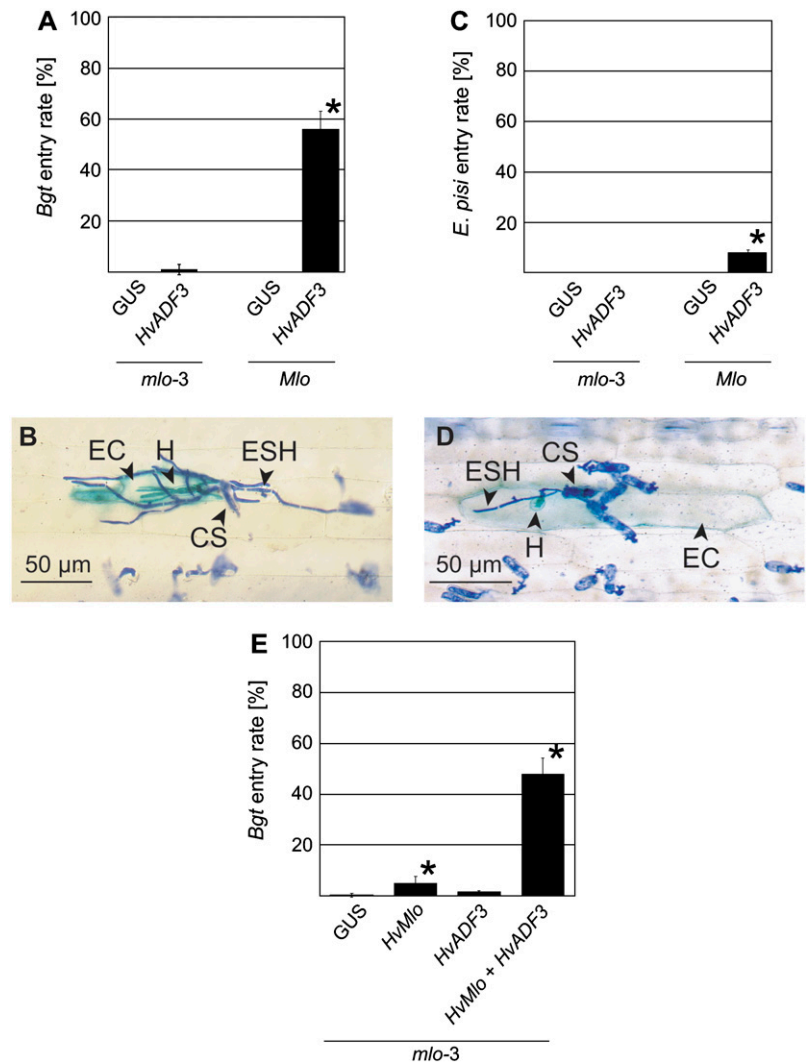 A
Bgt entry rate [%]
100
80
60
40
20
*
GUS
HvADF3
GUS
HvADF3
mlo-3
Mlo
C
E. pisi entry rate [%]
100
80
60
40
20
*
GUS
HvADF3
GUS
HvADF3
mlo-3
Mlo
B
EC
H
ESH
CS
50 µm
D
ESH
CS
H
EC
50 µm
E
Bgt entry rate [%]
100
80
60
40
20
*
*
GUS
HvMlo
HvADF3
HvMlo + HvADF3
mlo-3